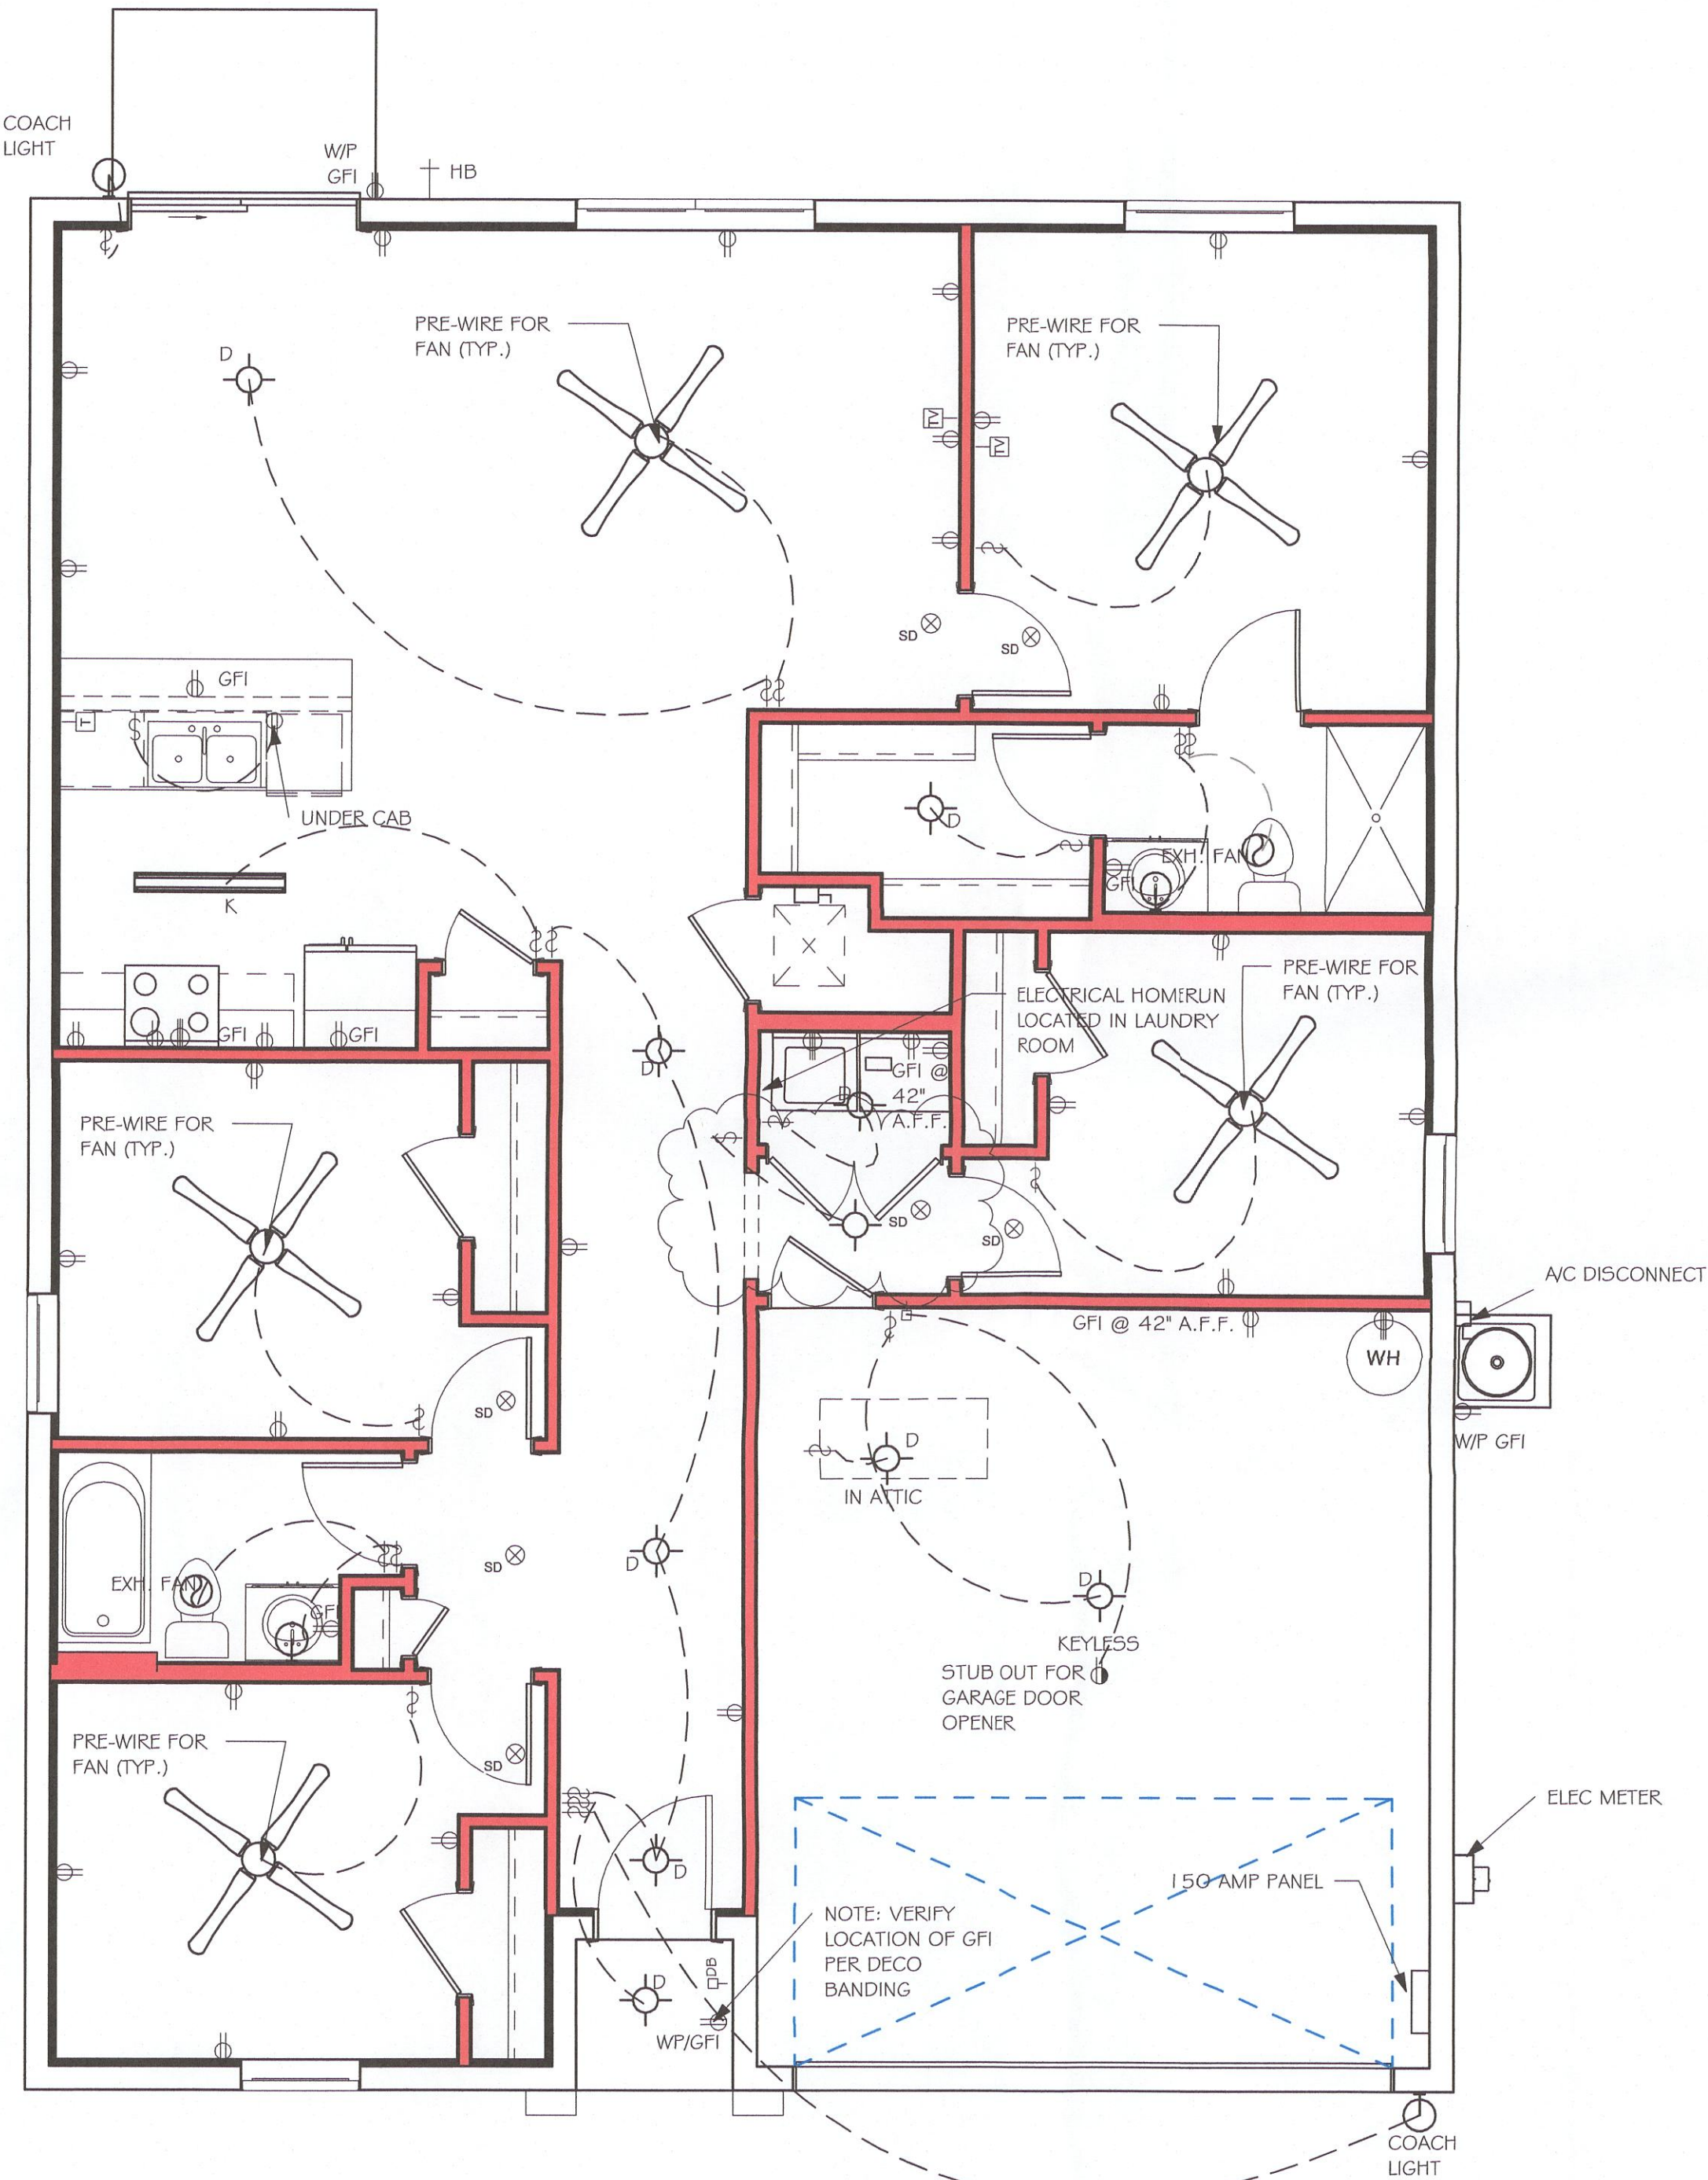 COACH
LIGHT
W/P
GFI
HB
PRE-WIRE FOR
FAN (TYP.)
PRE-WIRE FOR
FAN (TYP.)
D
TV
TV
SD
SD
GFI
T
UNDER CAB
K
D
EXH. FAN
GFI
X
PRE-WIRE FOR
FAN (TYP.)
ELECTRICAL HOMERUN
LOCATED IN LAUNDRY
ROOM
GFI
GFI
D
GFI @
42"
A.F.F.
D
PRE-WIRE FOR
FAN (TYP.)
SD
SD
A/C DISCONNECT
GFI @ 42" A.F.F.
WH
SD
W/P GFI
D
IN ATTIC
SD
D
D
EXH. FAN
GFI
KEYLESS
STUB OUT FOR
GARAGE DOOR
OPENER
SD
PRE-WIRE FOR
FAN (TYP.)
ELEC METER
D
150 AMP PANEL
NOTE: VERIFY
LOCATION OF GFI
PER DECO
BANDING
DB
D
WP/GFI
COACH
LIGHT